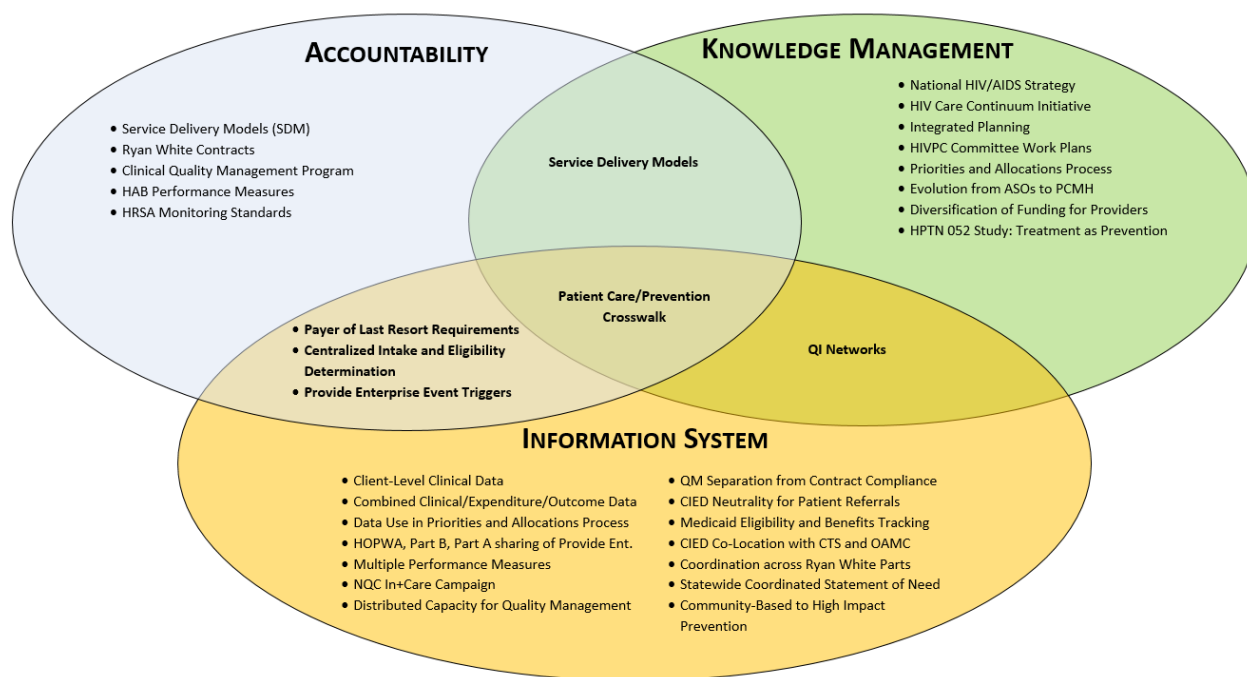 ACCOUNTABILITY
• Service Delivery Models (SDM)
• Ryan White Contracts
• Clinical Quality Management Program
• HAB Performance Measures
• HRSA Monitoring Standards
KNOWLEDGE MANAGEMENT
• National HIV/AIDS Strategy
• HIV Care Continuum Initiative
• Integrated Planning
• HIVPC Committee Work Plans
• Priorities and Allocations Process
• Evolution from ASOs to PCMH
• Diversification of Funding for Providers
• HPTN 052 Study: Treatment as Prevention
Service Delivery Models
Patient Care/Prevention
Crosswalk
• Payer of Last Resort Requirements
• Centralized Intake and Eligibility
Determination
• Provide Enterprise Event Triggers
QI Networks
INFORMATION SYSTEM
• Client-Level Clinical Data
• Combined Clinical/Expenditure/Outcome Data
• Data Use in Priorities and Allocations Process
• HOPWA, Part B, Part A sharing of Provide Ent.
• Multiple Performance Measures
• NQC In+Care Campaign
• Distributed Capacity for Quality Management
• QM Separation from Contract Compliance
• CIED Neutrality for Patient Referrals
• Medicaid Eligibility and Benefits Tracking
• CIED Co-Location with CTS and OAMC
• Coordination across Ryan White Parts
• Statewide Coordinated Statement of Need
• Community-Based to High Impact
Prevention